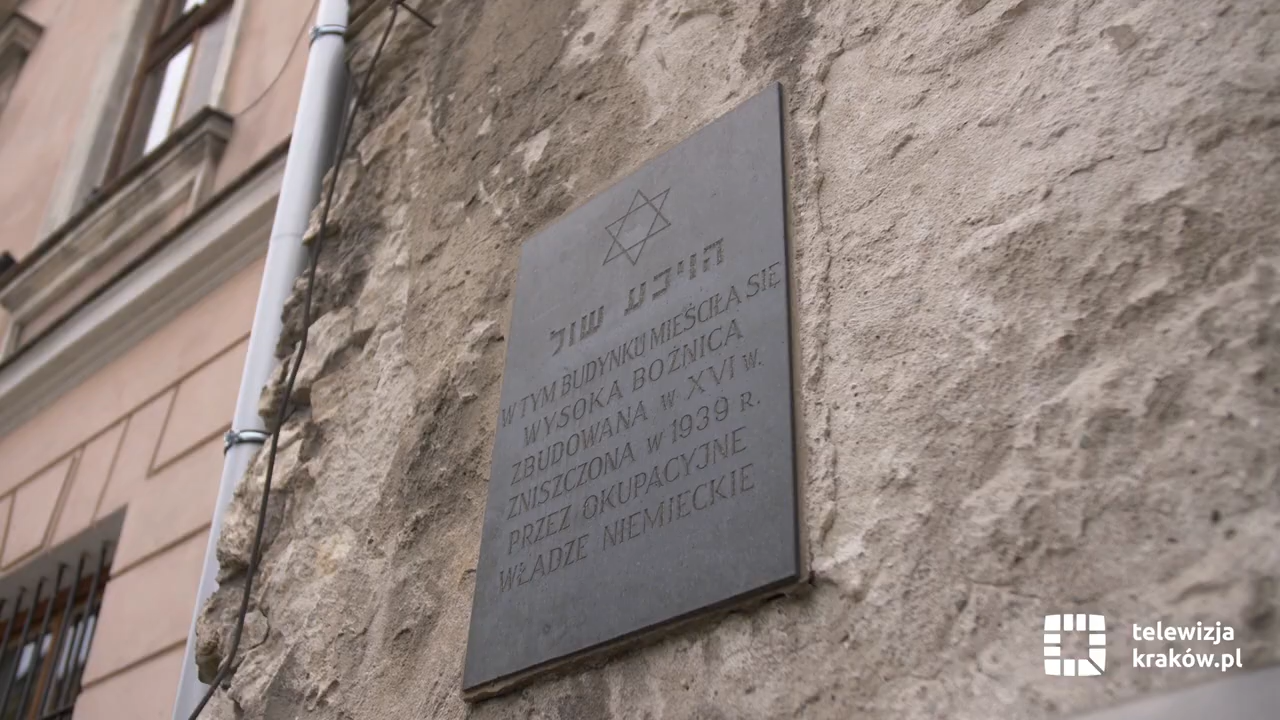 הויכע שול
W TYM BUDYNKU MIEŚCIŁA SIĘ
WYSOKA BOŻNICA
ZBUDOWANA W XVI W.
ZNISZCZONA W 1939 R.
PRZEZ OKUPACYJNE
WŁADZE NIEMIECKIE
telewizja
kraków.pl